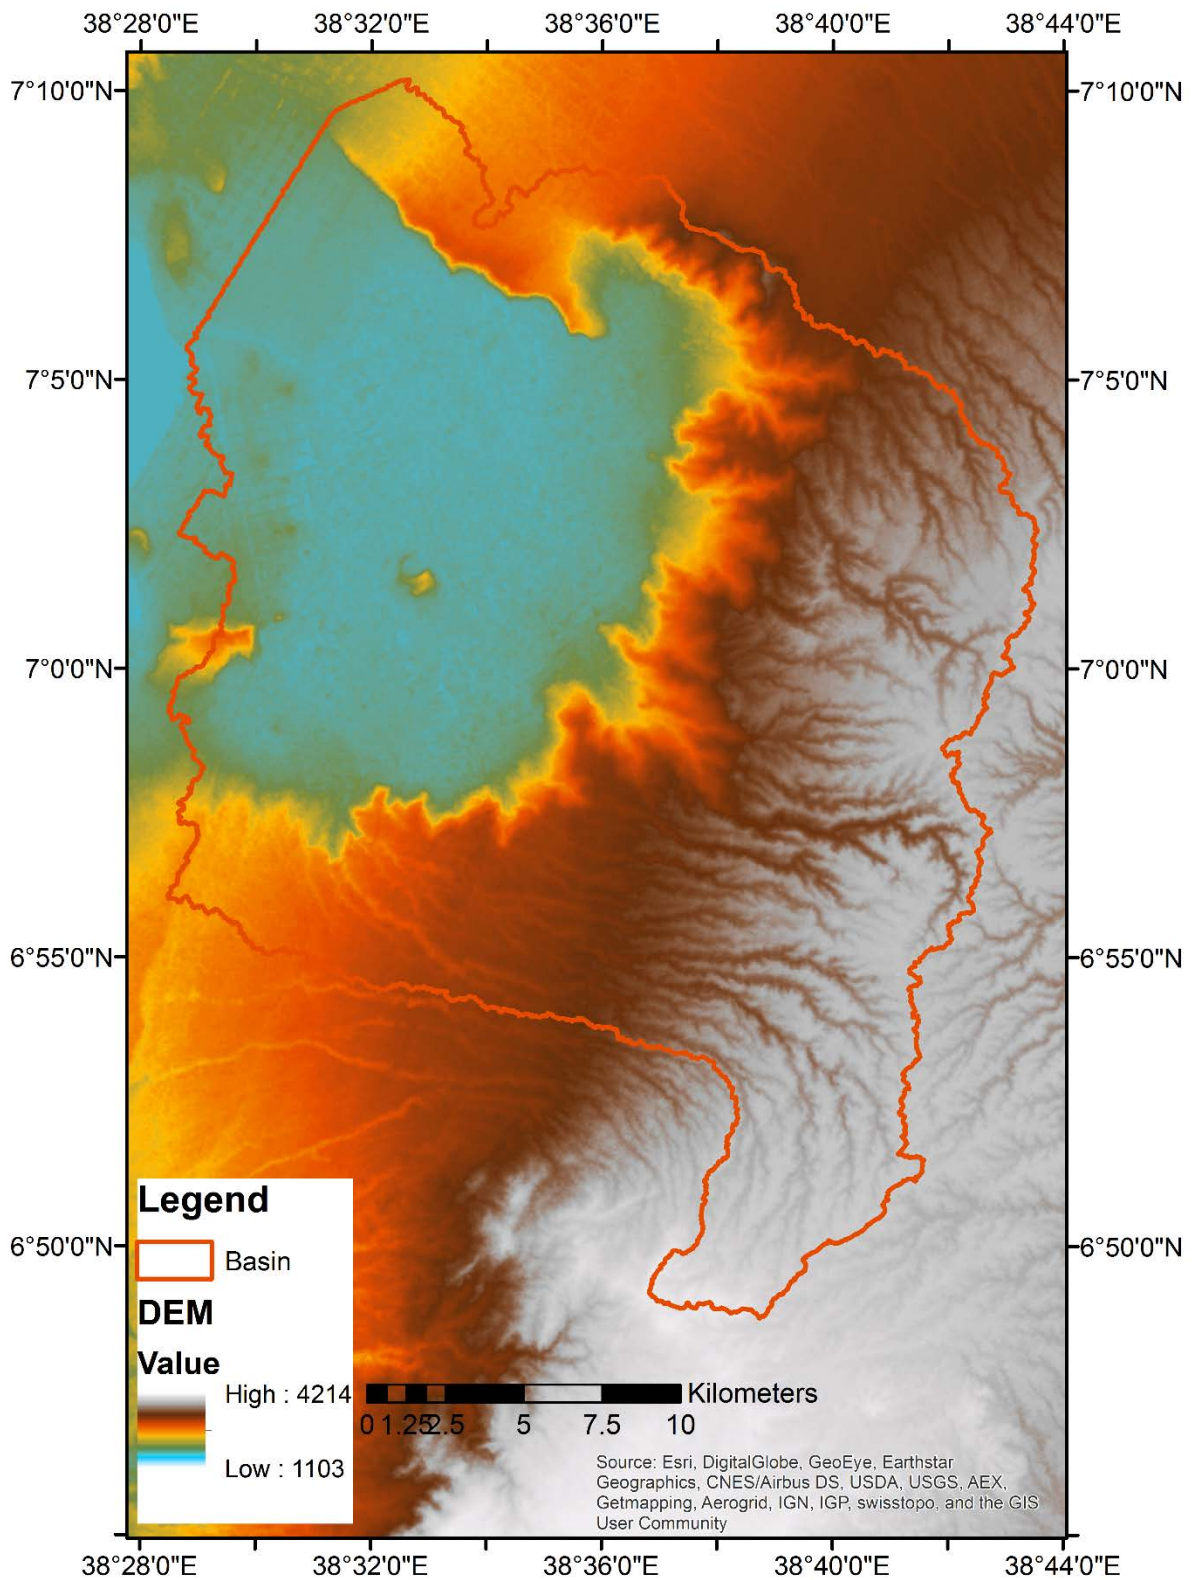 38°28'0"E 38°32'0"E 38°36'0"E 38°40'0"E 38°44'0"E
7°10'0"N 7°10'0"N
7°5'0"N 7°5'0"N
7°0'0"N 7°0'0"N
6°55'0"N 6°55'0"N
6°50'0"N 6°50'0"N
Legend
Basin
DEM
Value
High : 4214
Low : 1103
Kilometers
0 1.25 2.5 5 7.5 10
Source: Esri, DigitalGlobe, GeoEye, Earthstar
Geographics, CNES/Airbus DS, USDA, USGS, AEX,
Getmapping, Aerogrid, IGN, IGP, swisstopo, and the GIS
User Community
38°28'0"E 38°32'0"E 38°36'0"E 38°40'0"E 38°44'0"E